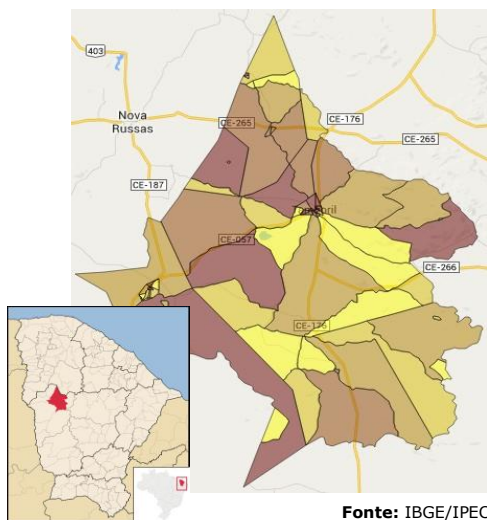 403
Nova
Russas
CE-265
CE-176
CE-265
CE-187
Tamboril
CE-057
CE-266
CE-176
Fonte: IBGE/IPEC